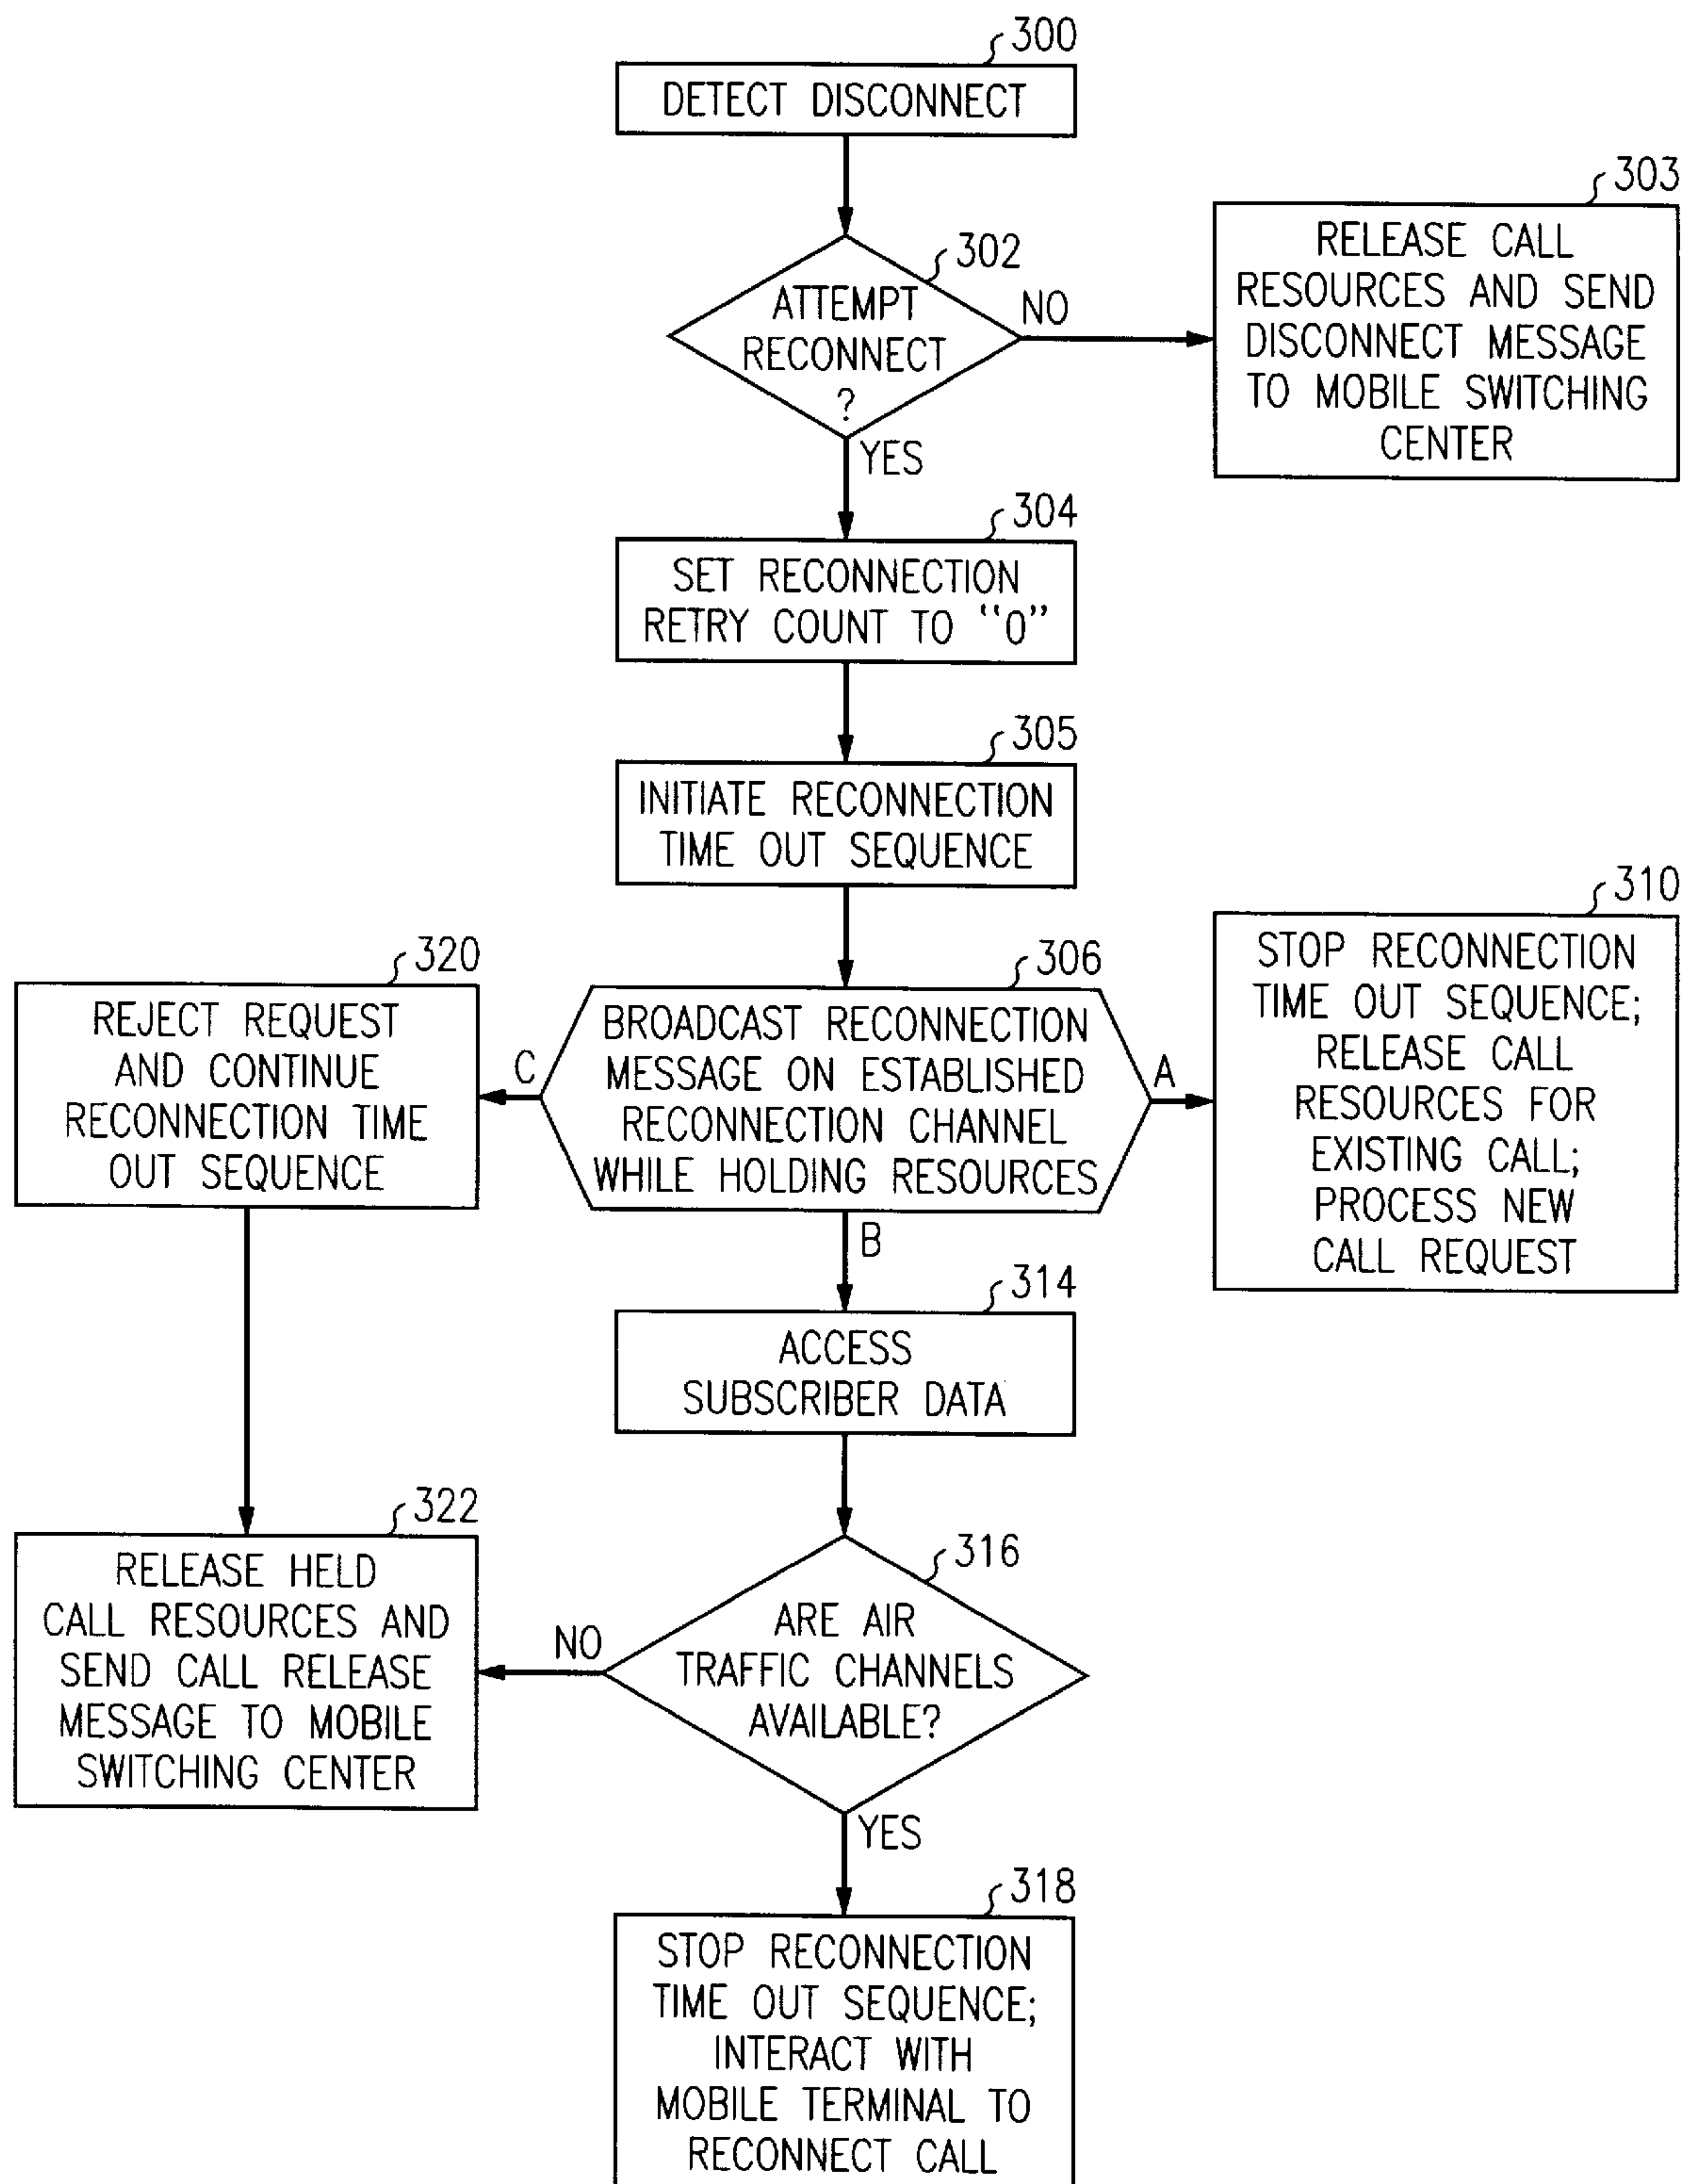 300
DETECT DISCONNECT
302
ATTEMPT
RECONNECT
?
NO
YES
303
RELEASE CALL
RESOURCES AND SEND
DISCONNECT MESSAGE
TO MOBILE SWITCHING
CENTER
304
SET RECONNECTION
RETRY COUNT TO “0”
305
INITIATE RECONNECTION
TIME OUT SEQUENCE
306
BROADCAST RECONNECTION
MESSAGE ON ESTABLISHED
RECONNECTION CHANNEL
WHILE HOLDING RESOURCES
C
A
B
320
REJECT REQUEST
AND CONTINUE
RECONNECTION TIME
OUT SEQUENCE
310
STOP RECONNECTION
TIME OUT SEQUENCE;
RELEASE CALL
RESOURCES FOR
EXISTING CALL;
PROCESS NEW
CALL REQUEST
314
ACCESS
SUBSCRIBER DATA
316
ARE AIR
TRAFFIC CHANNELS
AVAILABLE?
NO
YES
322
RELEASE HELD
CALL RESOURCES AND
SEND CALL RELEASE
MESSAGE TO MOBILE
SWITCHING CENTER
318
STOP RECONNECTION
TIME OUT SEQUENCE;
INTERACT WITH
MOBILE TERMINAL TO
RECONNECT CALL